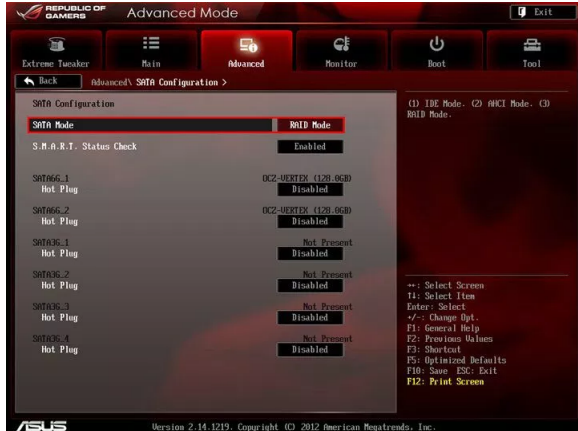 REPUBLIC OF
GAMERS
Advanced Mode
Exit
Extreme Tweaker
Main
Advanced
Monitor
Boot
Tool
Back
Advanced\ SATA Configuration >
SATA Configuration
SATA Mode RAID Mode
S.M.A.R.T. Status Check Enabled
SATA6G_1 OCZ-VERTEX (128.0GB)
Hot Plug Disabled
SATA6G_2 OCZ-VERTEX (128.0GB)
Hot Plug Disabled
SATA3G_1 Not Present
Hot Plug Disabled
SATA3G_2 Not Present
Hot Plug Disabled
SATA3G_3 Not Present
Hot Plug Disabled
SATA3G_4 Not Present
Hot Plug Disabled
(1) IDE Mode. (2) AHCI Mode. (3)
RAID Mode.
→←: Select Screen
↑↓: Select Item
Enter: Select
+/-: Change Opt.
F1: General Help
F2: Previous Values
F3: Shortcut
F5: Optimized Defaults
F10: Save ESC: Exit
F12: Print Screen
ASUS
Version 2.14.1219. Copyright (C) 2012 American Megatrends, Inc.